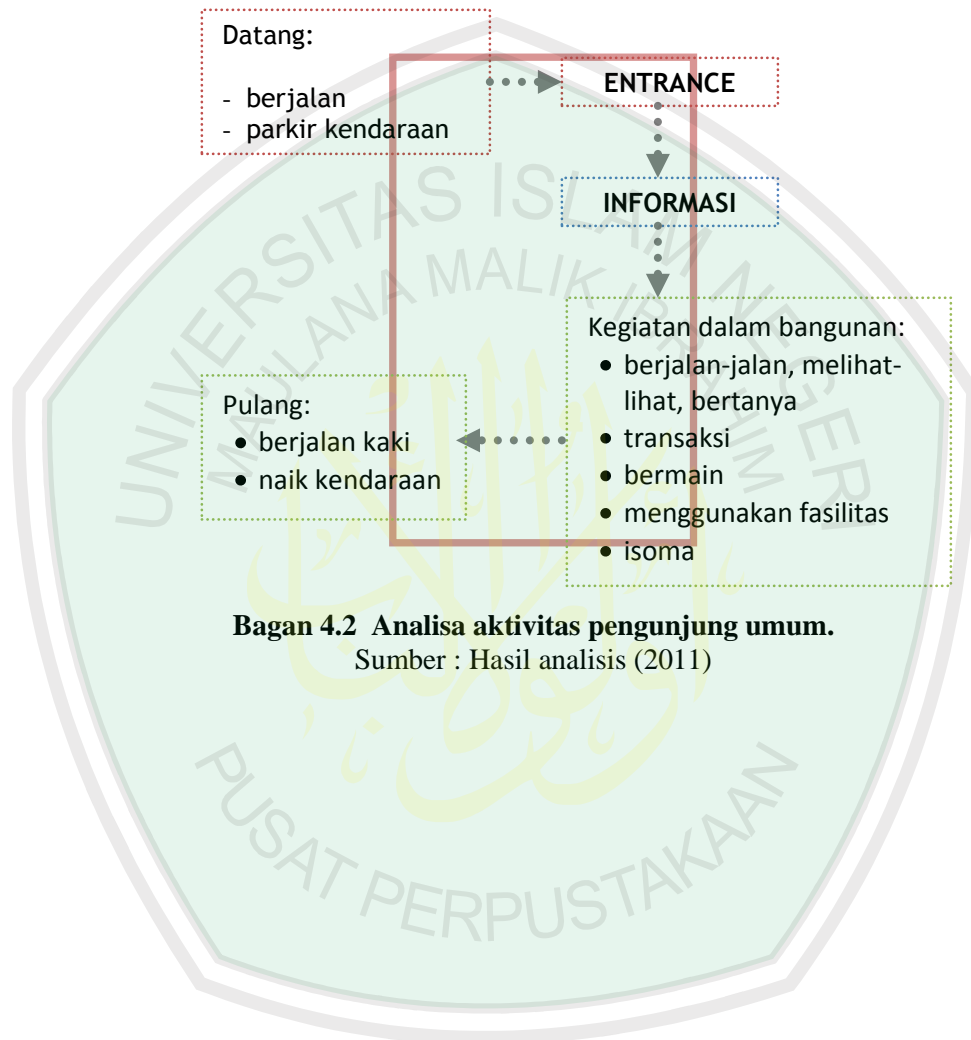 Datang:
- berjalan
- parkir kendaraan
ENTRANCE
INFORMASI
Kegiatan dalam bangunan:
• berjalan-jalan, melihat-
lihat, bertanya
• transaksi
• bermain
• menggunakan fasilitas
• isoma
Pulang:
• berjalan kaki
• naik kendaraan
Bagan 4.2 Analisa aktivitas pengunjung umum.
Sumber : Hasil analisis (2011)
UNIVERSITAS ISLAM NEGERI
MAULANA MALIK IBRAHIM
PUSAT PERPUSTAKAAN